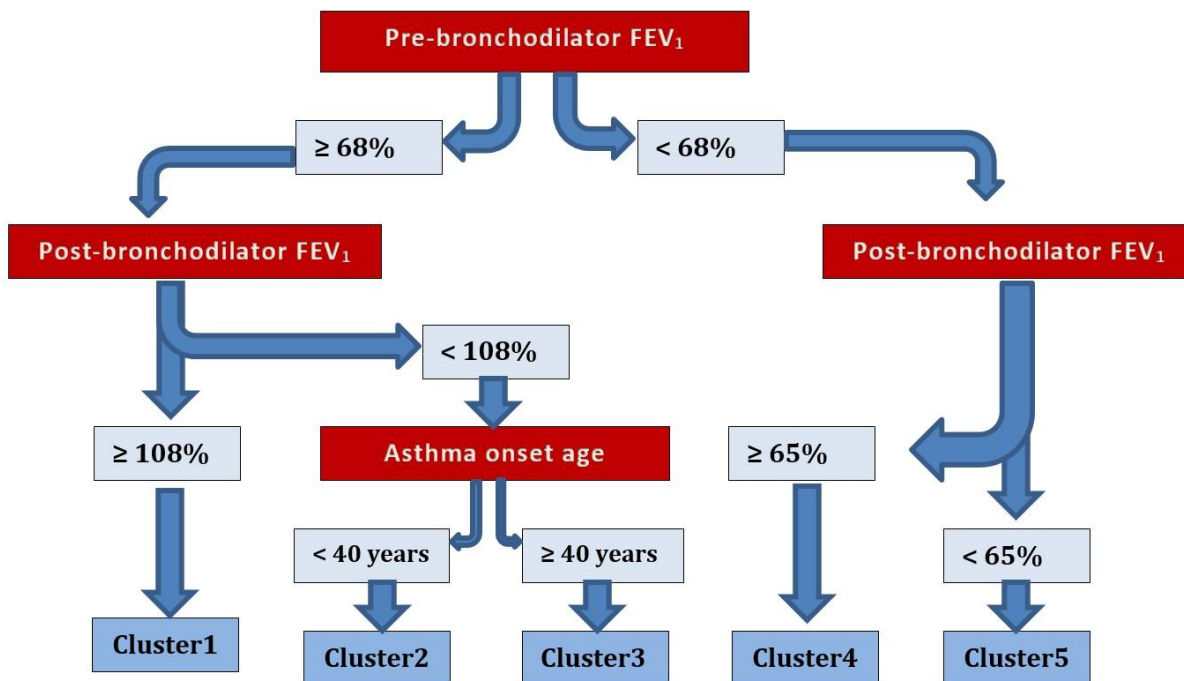 Pre-bronchodilator FEV₁
≥ 68%
< 68%
Post-bronchodilator FEV₁
Post-bronchodilator FEV₁
< 108%
≥ 108%
Asthma onset age
≥ 65%
< 40 years
≥ 40 years
< 65%
Cluster1
Cluster2
Cluster3
Cluster4
Cluster5